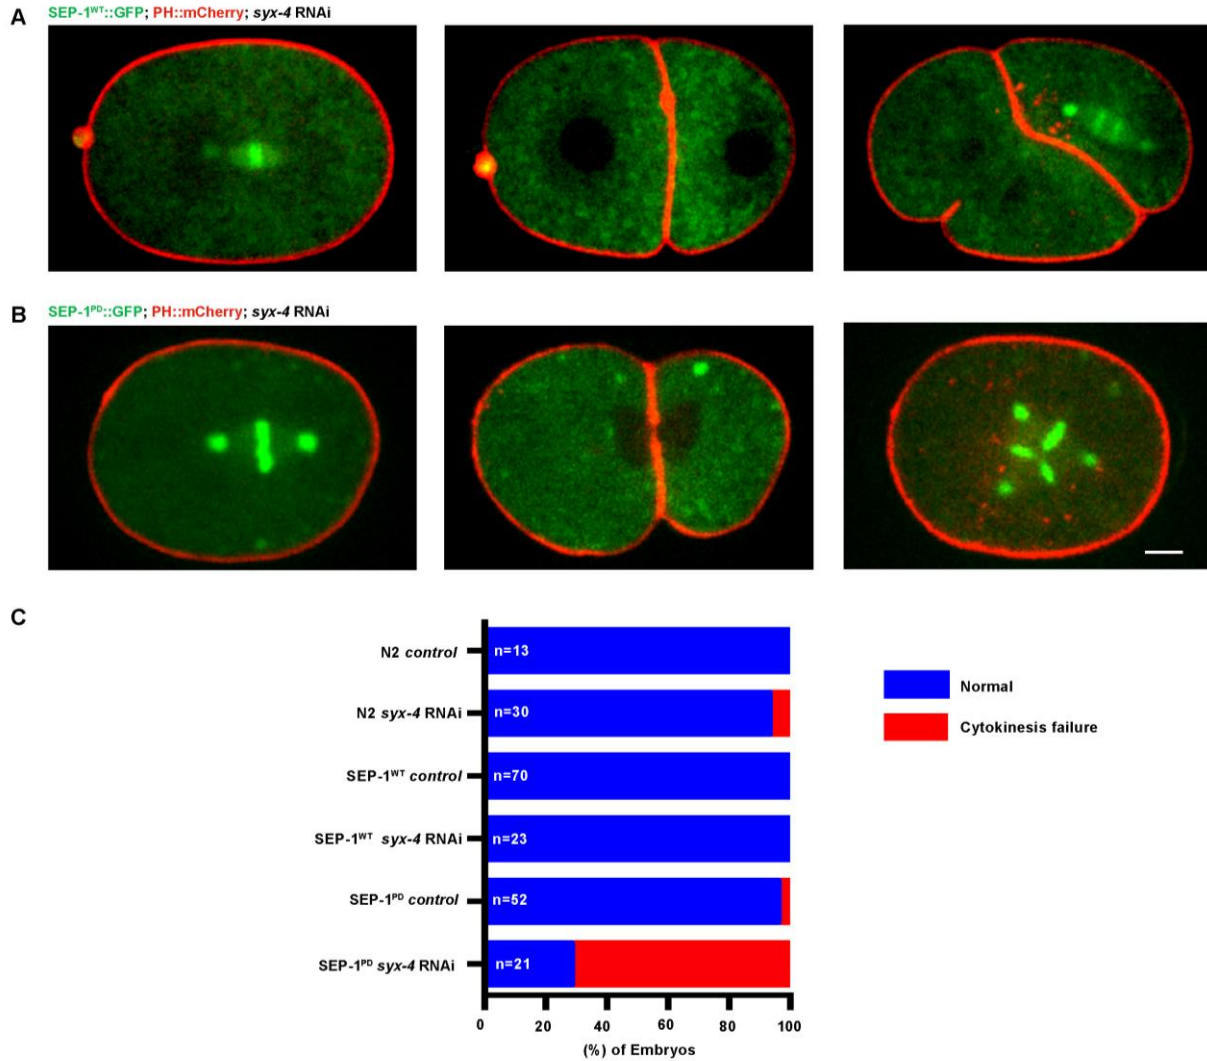 A
SEP-1ᵂᵀ::GFP; PH::mCherry; syx-4 RNAi
B
SEP-1ᴾᴰ::GFP; PH::mCherry; syx-4 RNAi
C
N2 control
n=13
N2 syx-4 RNAi
n=30
SEP-1ᵂᵀ control
n=70
SEP-1ᵂᵀ syx-4 RNAi
n=23
SEP-1ᴾᴰ control
n=52
SEP-1ᴾᴰ syx-4 RNAi
n=21
0 20 40 60 80 100
(%) of Embryos
Normal
Cytokinesis failure